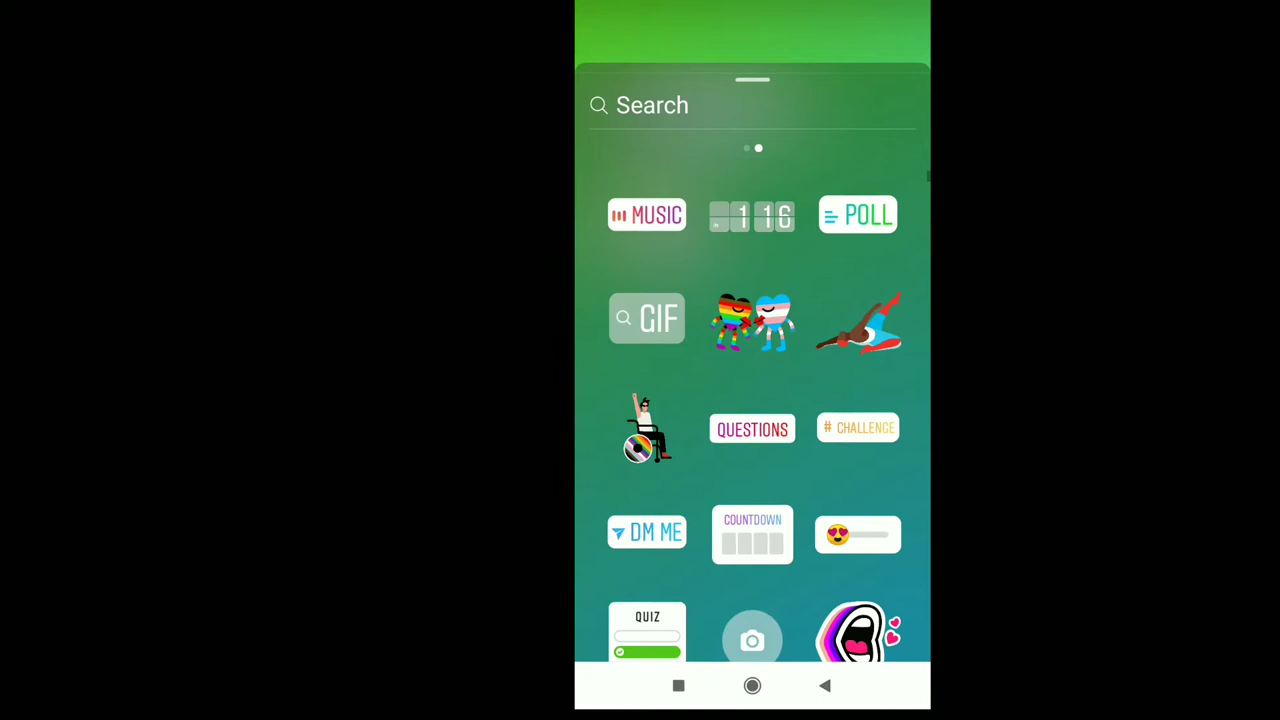 Search
MUSIC
1 16
POLL
GIF
QUESTIONS
# CHALLENGE
DM ME
COUNTDOWN
QUIZ